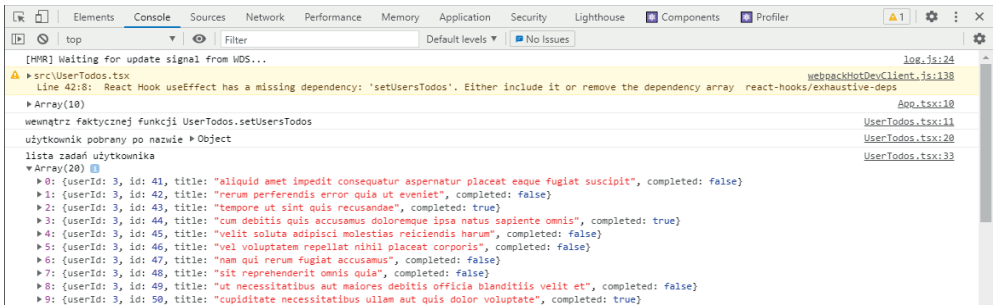 Elements Console Sources Network Performance Memory Application Security Lighthouse Components Profiler 1
top Filter Default levels No Issues
[HMR] Waiting for update signal from WDS... log.js:24
src\UserTodos.tsx webpackHotDevClient.js:138
Line 42:8: React Hook useEffect has a missing dependency: 'setUsersTodos'. Either include it or remove the dependency array react-hooks/exhaustive-deps
Array(10) App.tsx:10
wewnątrz faktycznej funkcji UserTodos.setUsersTodos UserTodos.tsx:11
użytkownik pobrany po nazwie Object UserTodos.tsx:20
lista zadań użytkownika UserTodos.tsx:33
Array(20) i
0: {userId: 3, id: 41, title: "aliquid amet impedit consequatur aspernatur placeat eaque fugiat suscipit", completed: false}
1: {userId: 3, id: 42, title: "rerum perferendis error quia ut eveniet", completed: false}
2: {userId: 3, id: 43, title: "tempore ut sint quis recusandae", completed: true}
3: {userId: 3, id: 44, title: "cum debitis quis accusamus doloremque ipsa natus sapiente omnis", completed: true}
4: {userId: 3, id: 45, title: "velit soluta adipisci molestias reiciendis harum", completed: false}
5: {userId: 3, id: 46, title: "vel voluptatem repellat nihil placeat corporis", completed: false}
6: {userId: 3, id: 47, title: "nam qui rerum fugiat accusamus", completed: false}
7: {userId: 3, id: 48, title: "sit reprehenderit omnis quia", completed: false}
8: {userId: 3, id: 49, title: "ut necessitatibus aut maiores debitis officia blanditiis velit et", completed: false}
9: {userId: 3, id: 50, title: "cupiditate necessitatibus ullam aut quis dolor voluptate", completed: true}